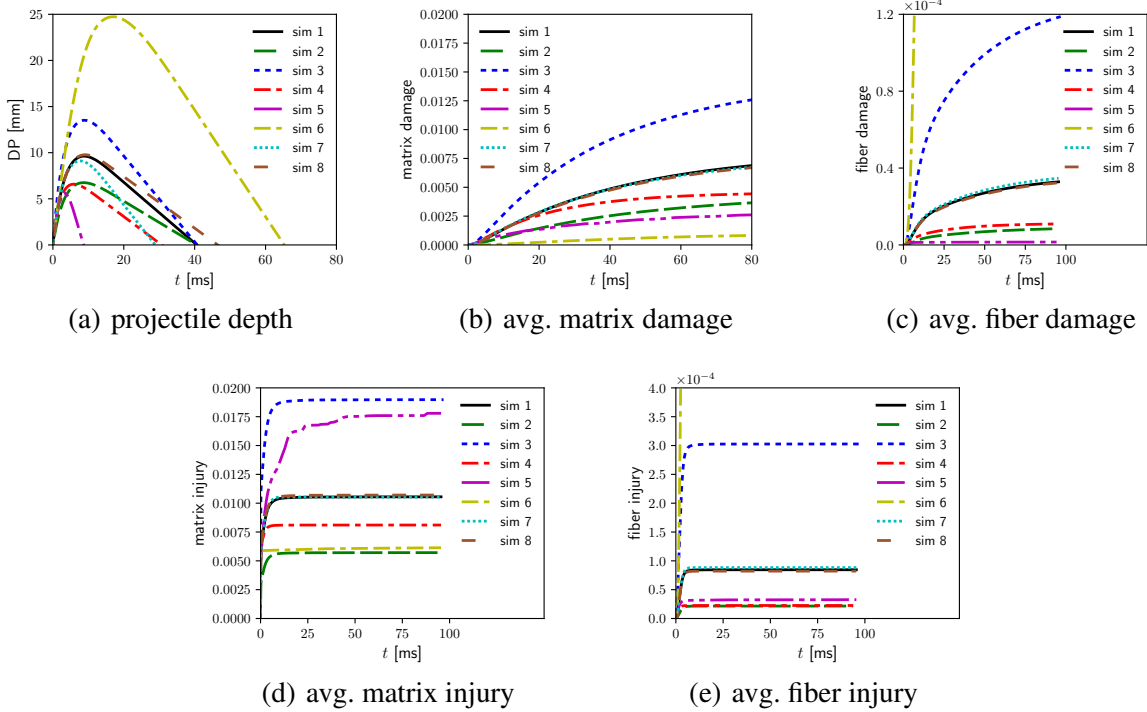 25
20
15
10
5
0
0 20 40 60 80
DP [mm]
t [ms]
sim 1
sim 2
sim 3
sim 4
sim 5
sim 6
sim 7
sim 8
(a) projectile depth
0.0200
0.0175
0.0150
0.0125
0.0100
0.0075
0.0050
0.0025
0.0000
0 20 40 60 80
matrix damage
t [ms]
sim 1
sim 2
sim 3
sim 4
sim 5
sim 6
sim 7
sim 8
(b) avg. matrix damage
×10⁻⁴
1.2
0.8
0.4
0.0
0 25 50 75 100
fiber damage
t [ms]
sim 1
sim 2
sim 3
sim 4
sim 5
sim 6
sim 7
sim 8
(c) avg. fiber damage
0.0200
0.0175
0.0150
0.0125
0.0100
0.0075
0.0050
0.0025
0.0000
0 25 50 75 100
matrix injury
t [ms]
sim 1
sim 2
sim 3
sim 4
sim 5
sim 6
sim 7
sim 8
(d) avg. matrix injury
×10⁻⁴
4.0
3.5
3.0
2.5
2.0
1.5
1.0
0.5
0.0
0 25 50 75 100
fiber injury
t [ms]
sim 1
sim 2
sim 3
sim 4
sim 5
sim 6
sim 7
sim 8
(e) avg. fiber injury